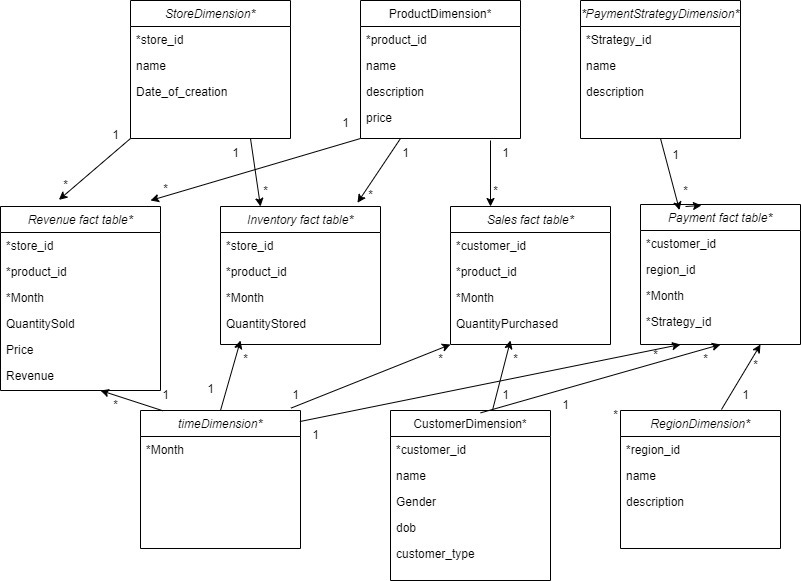 StoreDimension*
*store_id
name
Date_of_creation
ProductDimension*
*product_id
name
description
price
*PaymentStrategyDimension*
*Strategy_id
name
description
1
1
1
1
1
1
*
*
*
*
*
*
Revenue fact table*
*store_id
*product_id
*Month
QuantitySold
Price
Revenue
Inventory fact table*
*store_id
*product_id
*Month
QuantityStored
Sales fact table*
*customer_id
*product_id
*Month
QuantityPurchased
Payment fact table*
*customer_id
region_id
*Month
*Strategy_id
*
*
*
*
*
*
*
*
1
1
1
1
1
1
1
timeDimension*
*Month
CustomerDimension*
*customer_id
name
Gender
dob
customer_type
RegionDimension*
*region_id
name
description